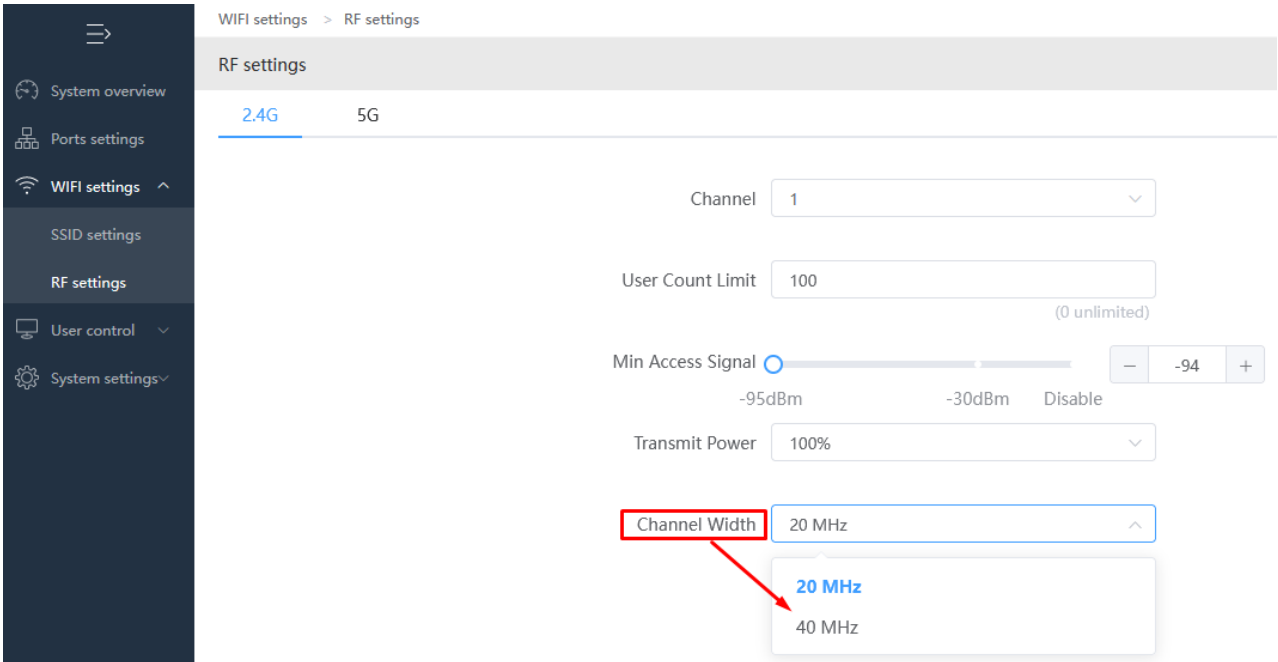 WIFI settings > RF settings
RF settings
System overview
Ports settings
WIFI settings
SSID settings
RF settings
User control
System settings
2.4G 5G
Channel 1
User Count Limit 100
(0 unlimited)
Min Access Signal − -94 +
-95dBm -30dBm Disable
Transmit Power 100%
Channel Width 20 MHz
20 MHz
40 MHz